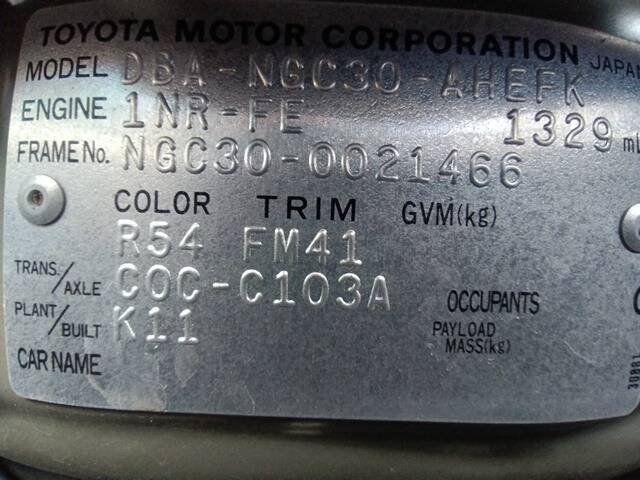 TOYOTA MOTOR CORPORATION JAPAN
MODEL DBA-NGC30-AHEFK
ENGINE 1NR-FE 1329 mL
FRAME No. NGC30-0021466
COLOR TRIM GVM(kg)
R54 FM41
TRANS./AXLE C0C-C103A
OCCUPANTS
PLANT/BUILT K11
PAYLOAD MASS(kg)
CAR NAME